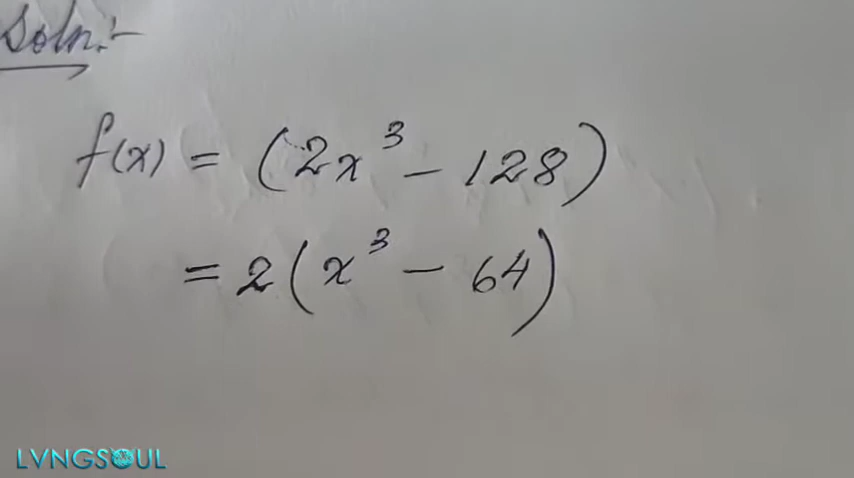 Soln:-
f(x) = (2x³ - 128)
= 2(x³ - 64)
LVNGSOUL